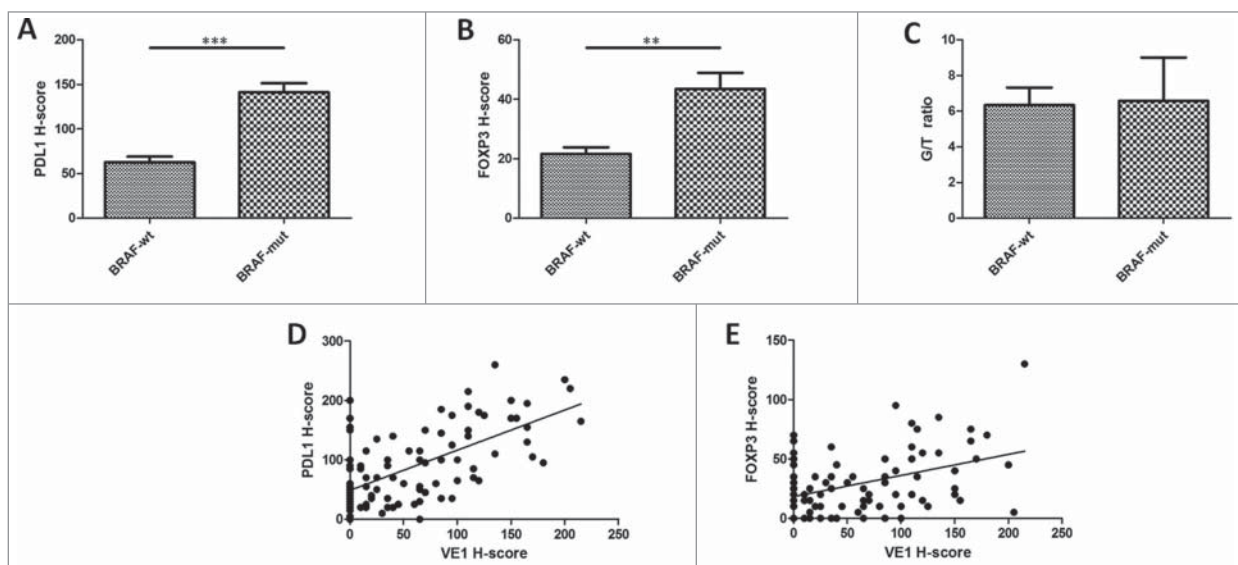 A
***
PDL1 H-score
200
150
100
50
0
BRAF-wt
BRAF-mut
B
**
FOXP3 H-score
60
40
20
0
BRAF-wt
BRAF-mut
C
G/T ratio
10
8
6
4
2
0
BRAF-wt
BRAF-mut
D
PDL1 H-score
300
200
100
0
0 50 100 150 200 250
VE1 H-score
E
FOXP3 H-score
150
100
50
0
0 50 100 150 200 250
VE1 H-score